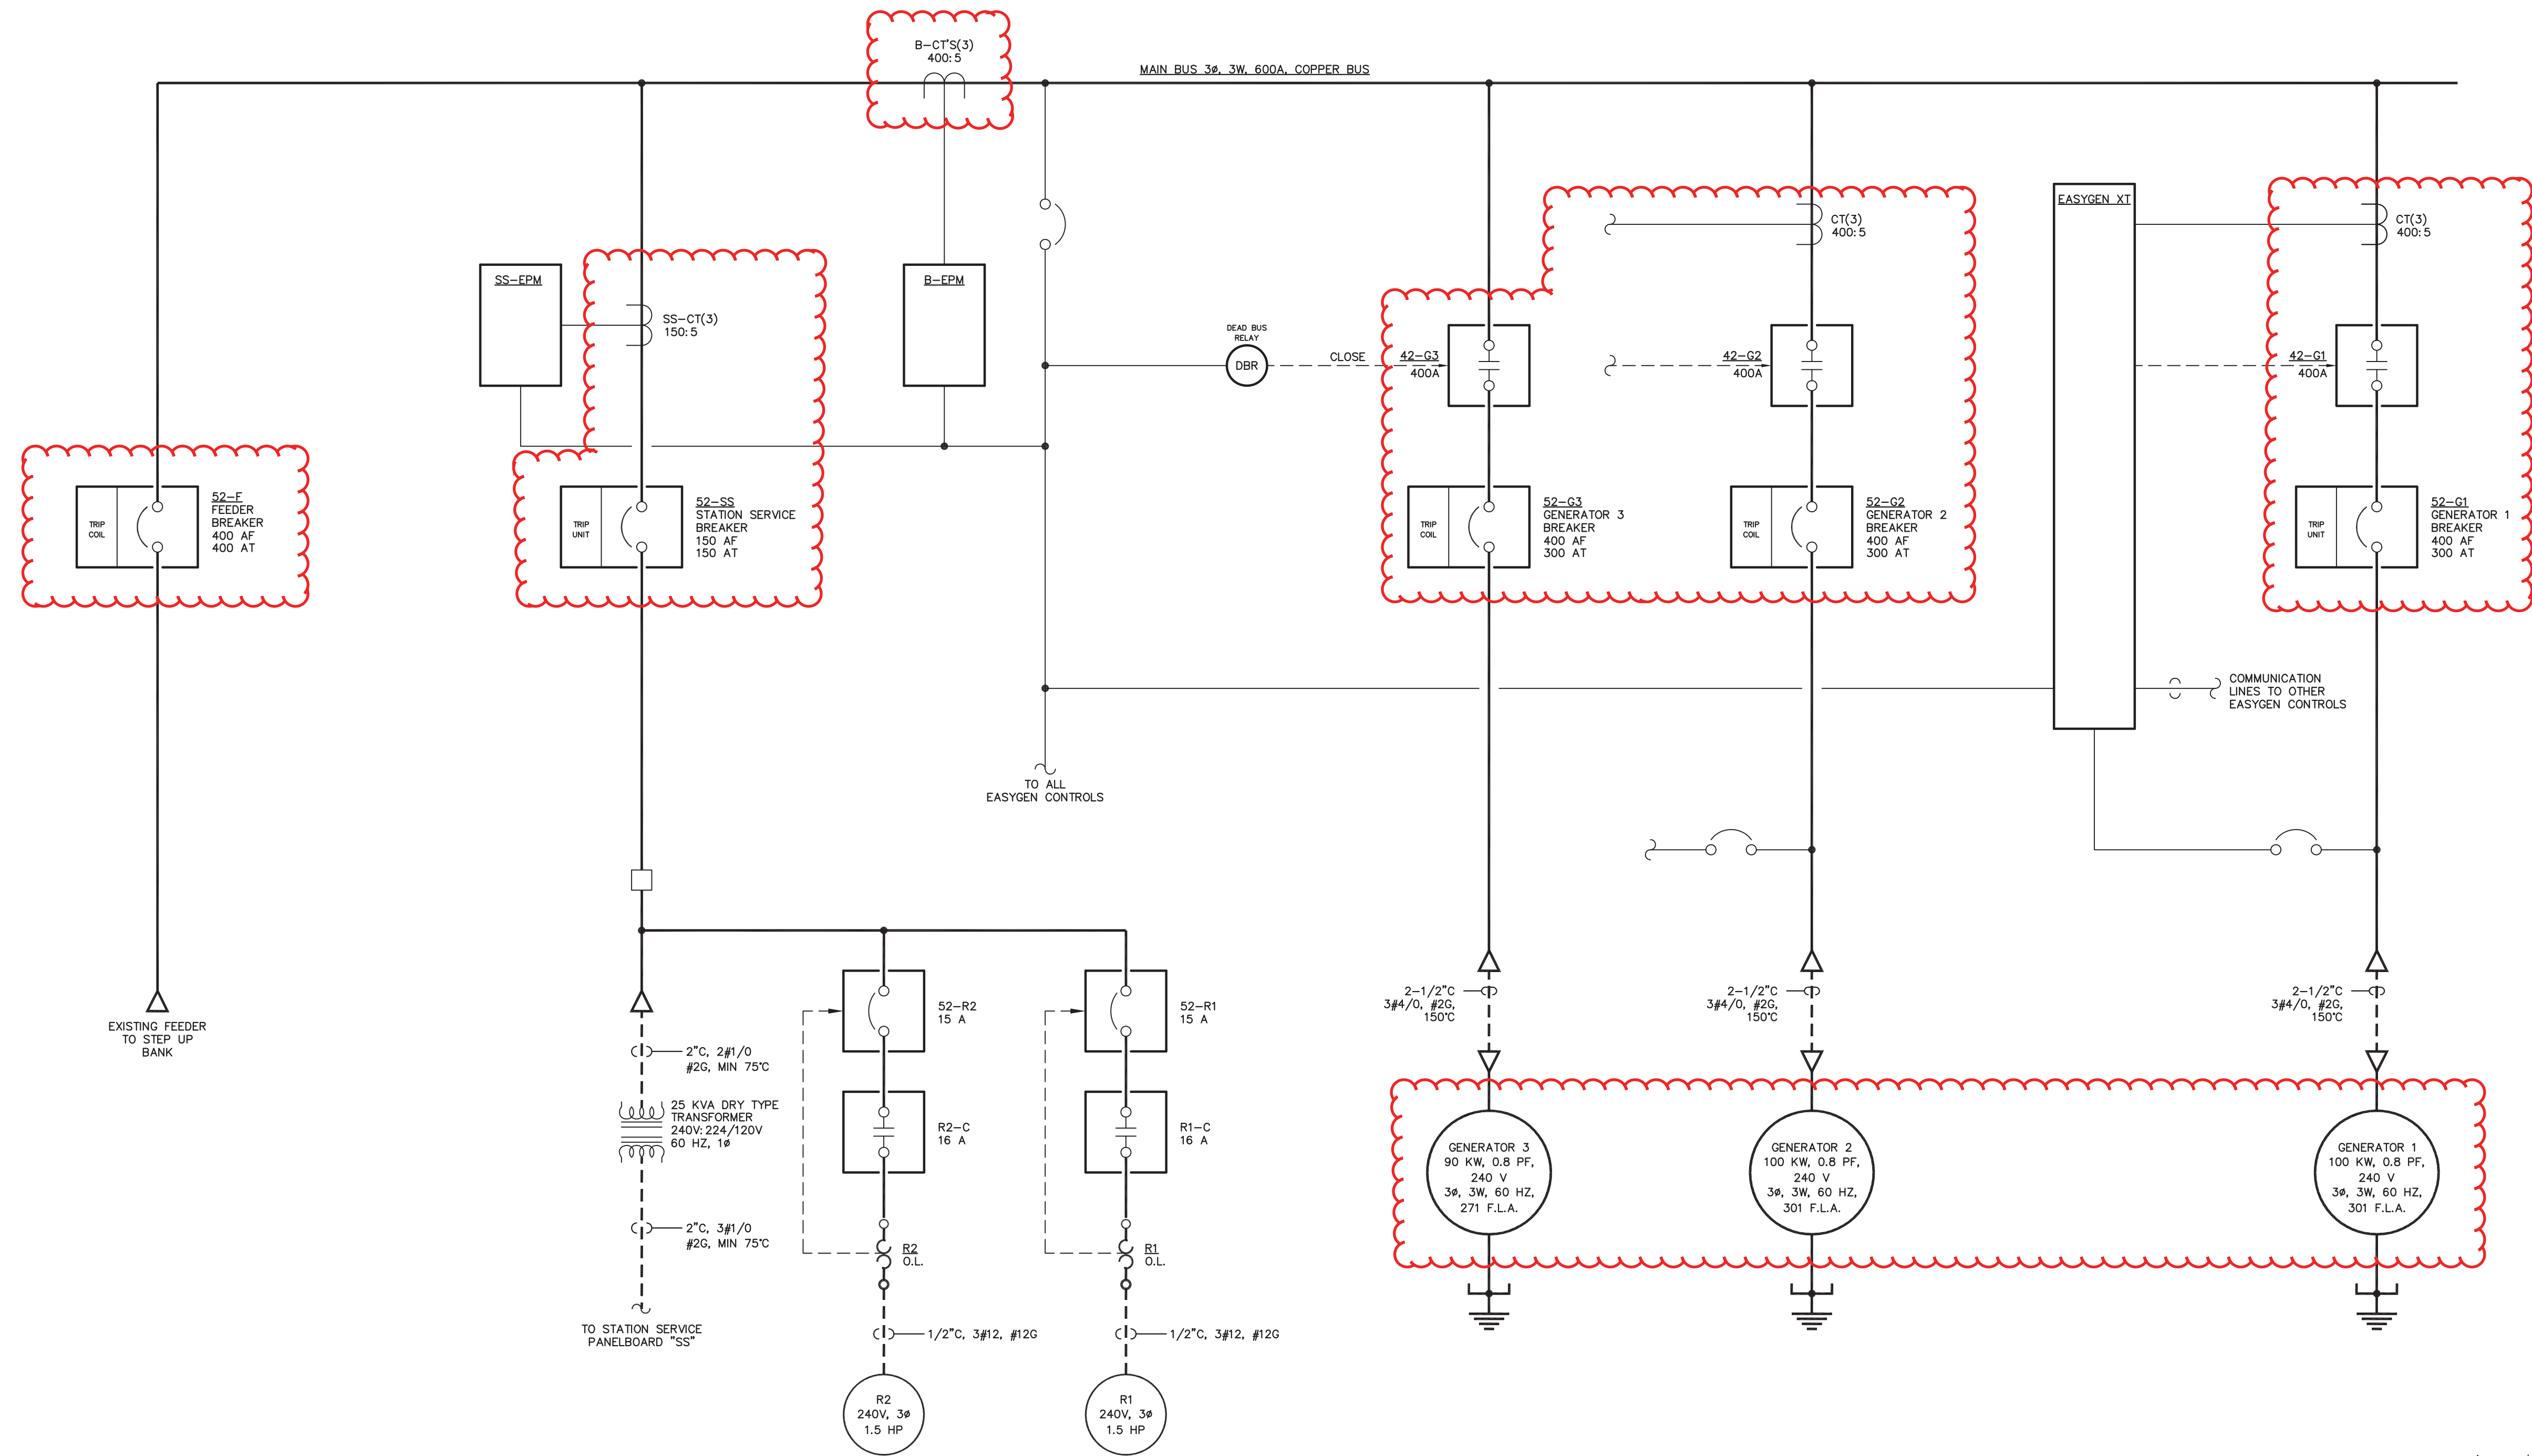 B-CT'S(3)
400:5
MAIN BUS 3ø, 3W, 600A, COPPER BUS
EASYGEN XT
CT(3)
400:5
CT(3)
400:5
SS-EPM
SS-CT(3)
150:5
B-EPM
DEAD BUS
RELAY
DBR
CLOSE
42-G3
400A
42-G2
400A
42-G1
400A
TRIP
COIL
52-F
FEEDER
BREAKER
400 AF
400 AT
TRIP
UNIT
52-SS
STATION SERVICE
BREAKER
150 AF
150 AT
TRIP
COIL
52-G3
GENERATOR 3
BREAKER
400 AF
300 AT
TRIP
COIL
52-G2
GENERATOR 2
BREAKER
400 AF
300 AT
TRIP
UNIT
52-G1
GENERATOR 1
BREAKER
400 AF
300 AT
COMMUNICATION
LINES TO OTHER
EASYGEN CONTROLS
TO ALL
EASYGEN CONTROLS
EXISTING FEEDER
TO STEP UP
BANK
2"C, 2#1/0
#2G, MIN 75°C
25 KVA DRY TYPE
TRANSFORMER
240V:224/120V
60 HZ, 1ø
2"C, 3#1/0
#2G, MIN 75°C
TO STATION SERVICE
PANELBOARD "SS"
52-R2
15 A
R2-C
16 A
R2
O.L.
1/2"C, 3#12, #12G
R2
240V, 3ø
1.5 HP
52-R1
15 A
R1-C
16 A
R1
O.L.
1/2"C, 3#12, #12G
R1
240V, 3ø
1.5 HP
2-1/2"C
3#4/0, #2G,
150°C
2-1/2"C
3#4/0, #2G,
150°C
2-1/2"C
3#4/0, #2G,
150°C
GENERATOR 3
90 KW, 0.8 PF,
240 V
3ø, 3W, 60 HZ,
271 F.L.A.
GENERATOR 2
100 KW, 0.8 PF,
240 V
3ø, 3W, 60 HZ,
301 F.L.A.
GENERATOR 1
100 KW, 0.8 PF,
240 V
3ø, 3W, 60 HZ,
301 F.L.A.